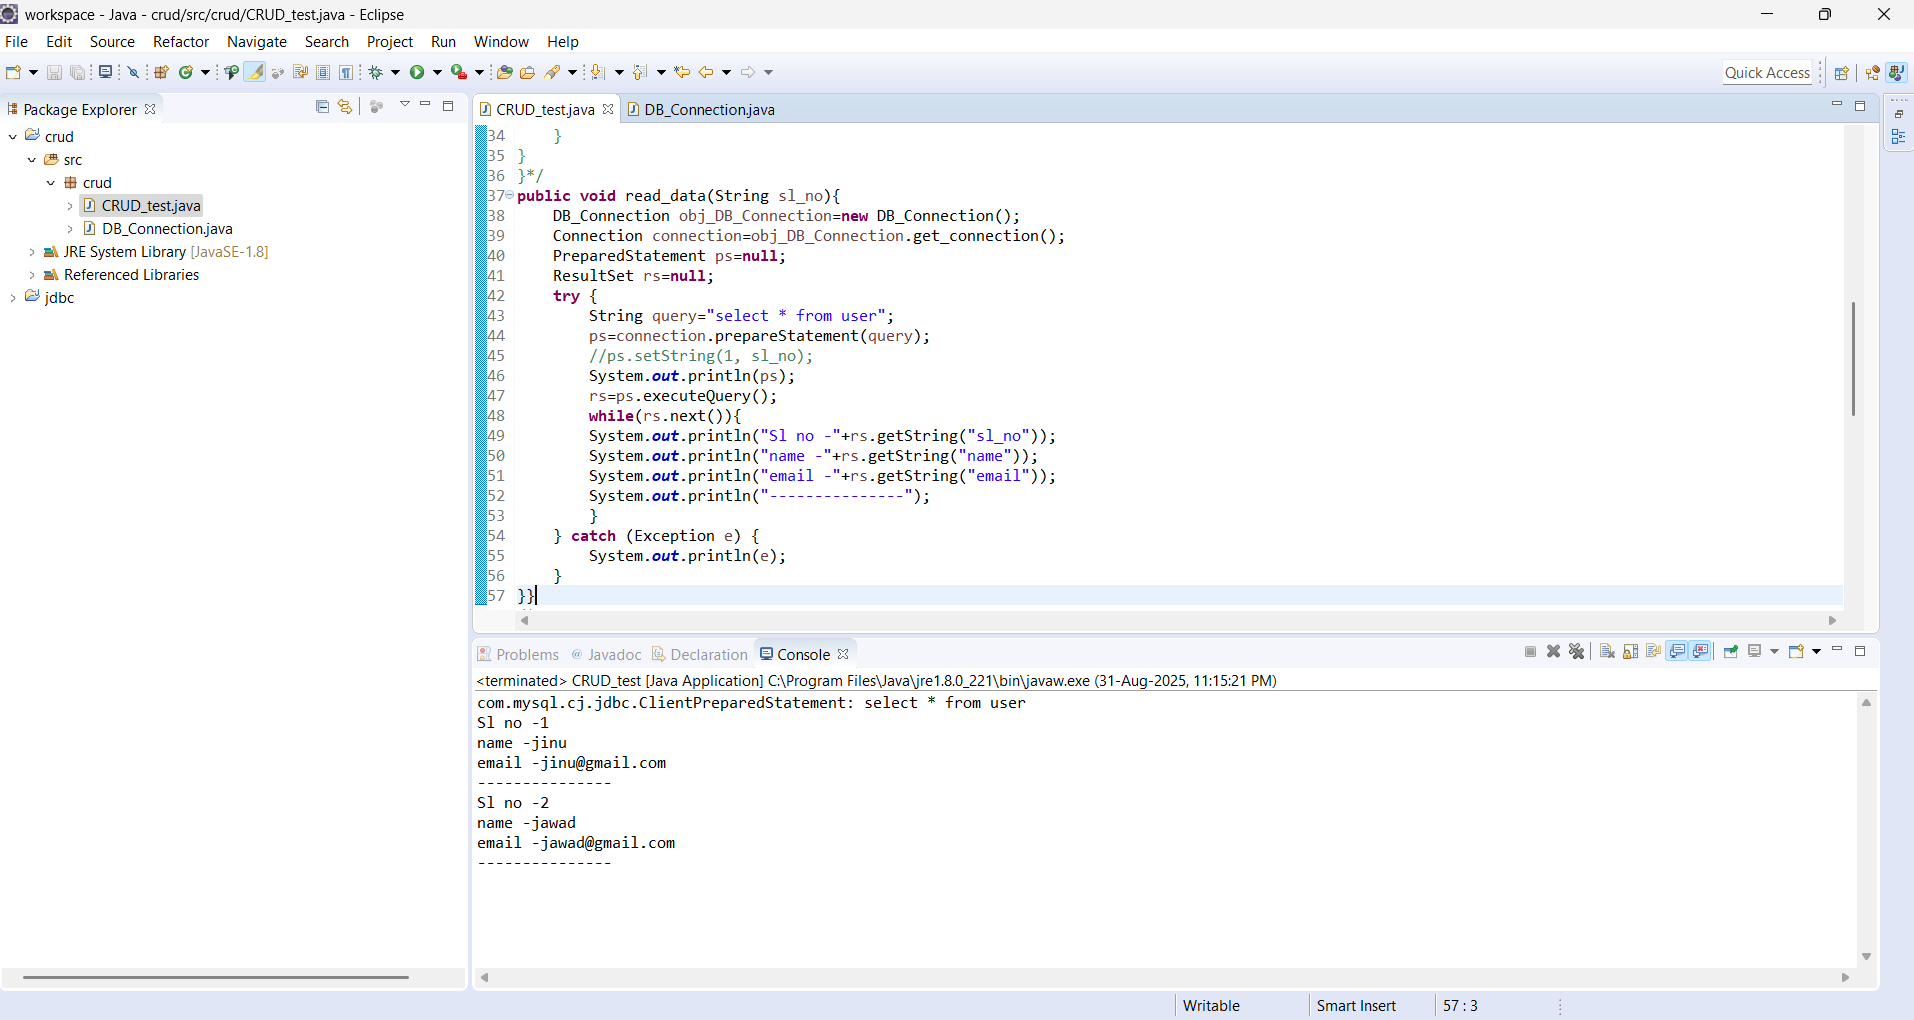 workspace - Java - crud/src/crud/CRUD_test.java - Eclipse
File Edit Source Refactor Navigate Search Project Run Window Help
Quick Access
Package Explorer
crud
src
crud
CRUD_test.java
DB_Connection.java
JRE System Library [JavaSE-1.8]
Referenced Libraries
jdbc
CRUD_test.java DB_Connection.java
34 }
35 }
36 }*/
37 public void read_data(String sl_no){
38 DB_Connection obj_DB_Connection=new DB_Connection();
39 Connection connection=obj_DB_Connection.get_connection();
40 PreparedStatement ps=null;
41 ResultSet rs=null;
42 try {
43 String query="select * from user";
44 ps=connection.prepareStatement(query);
45 //ps.setString(1, sl_no);
46 System.out.println(ps);
47 rs=ps.executeQuery();
48 while(rs.next()){
49 System.out.println("Sl no -"+rs.getString("sl_no"));
50 System.out.println("name -"+rs.getString("name"));
51 System.out.println("email -"+rs.getString("email"));
52 System.out.println("---------------");
53 }
54 } catch (Exception e) {
55 System.out.println(e);
56 }
57 }}
Problems Javadoc Declaration Console
<terminated> CRUD_test [Java Application] C:\Program Files\Java\jre1.8.0_221\bin\javaw.exe (31-Aug-2025, 11:15:21 PM)
com.mysql.cj.jdbc.ClientPreparedStatement: select * from user
Sl no -1
name -jinu
email -jinu@gmail.com
---------------
Sl no -2
name -jawad
email -jawad@gmail.com
---------------
Writable Smart Insert 57 : 3